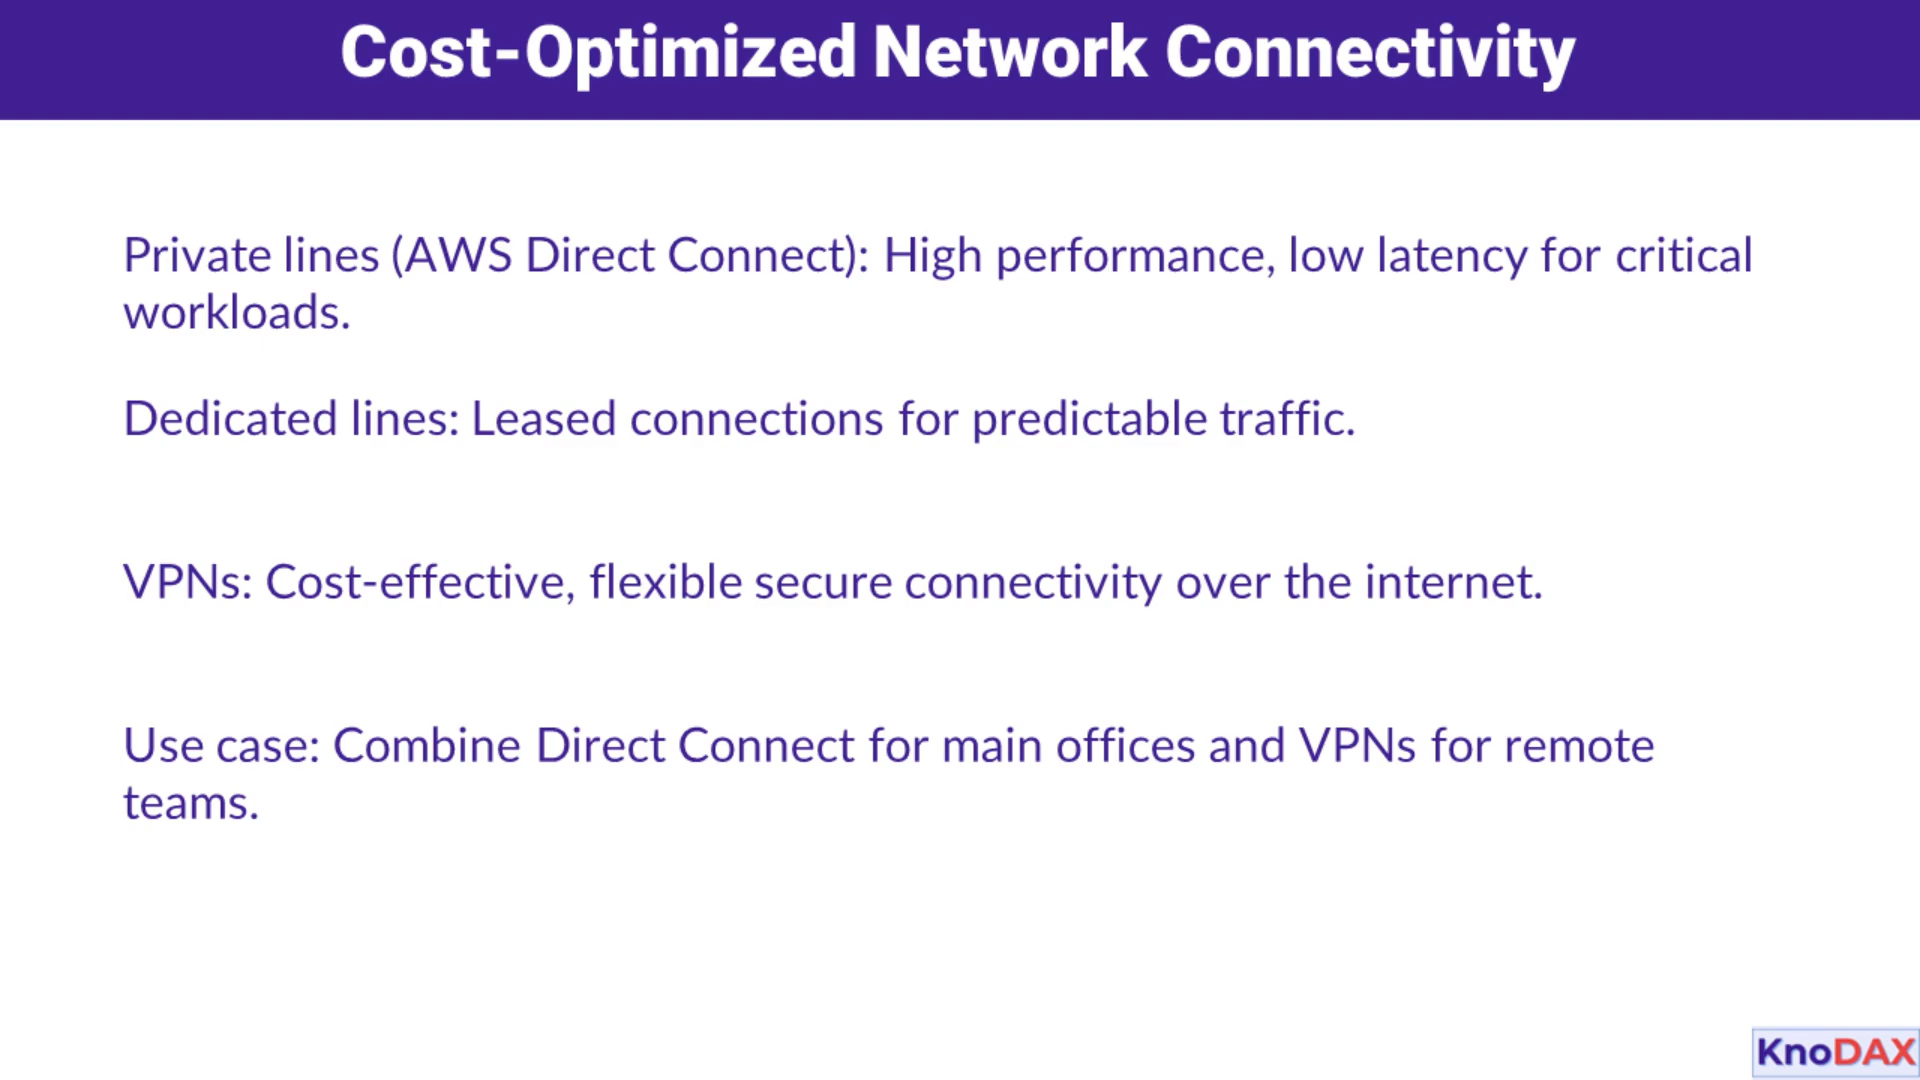 Cost-Optimized Network Connectivity
Private lines (AWS Direct Connect): High performance, low latency for critical
workloads.
Dedicated lines: Leased connections for predictable traffic.
VPNs: Cost-effective, flexible secure connectivity over the internet.
Use case: Combine Direct Connect for main offices and VPNs for remote
teams.
KnoDAX